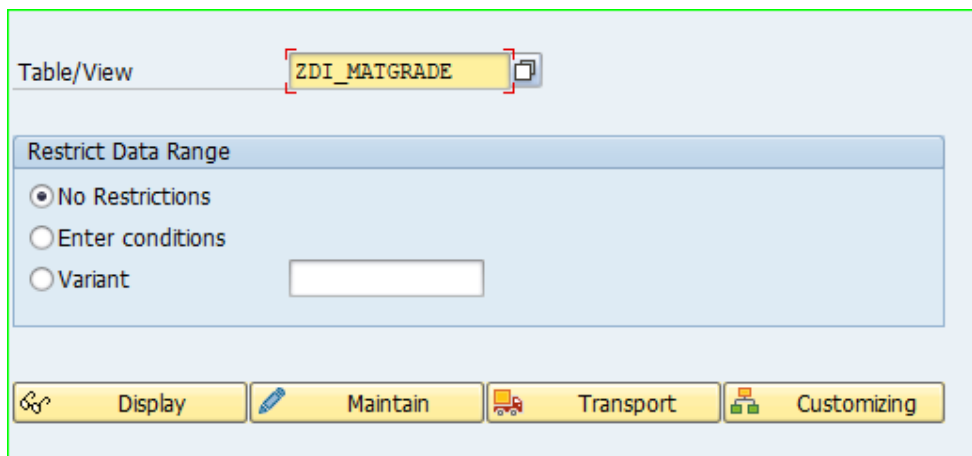 Table/View ZDI_MATGRADE
Restrict Data Range
No Restrictions
Enter conditions
Variant
Display Maintain Transport Customizing